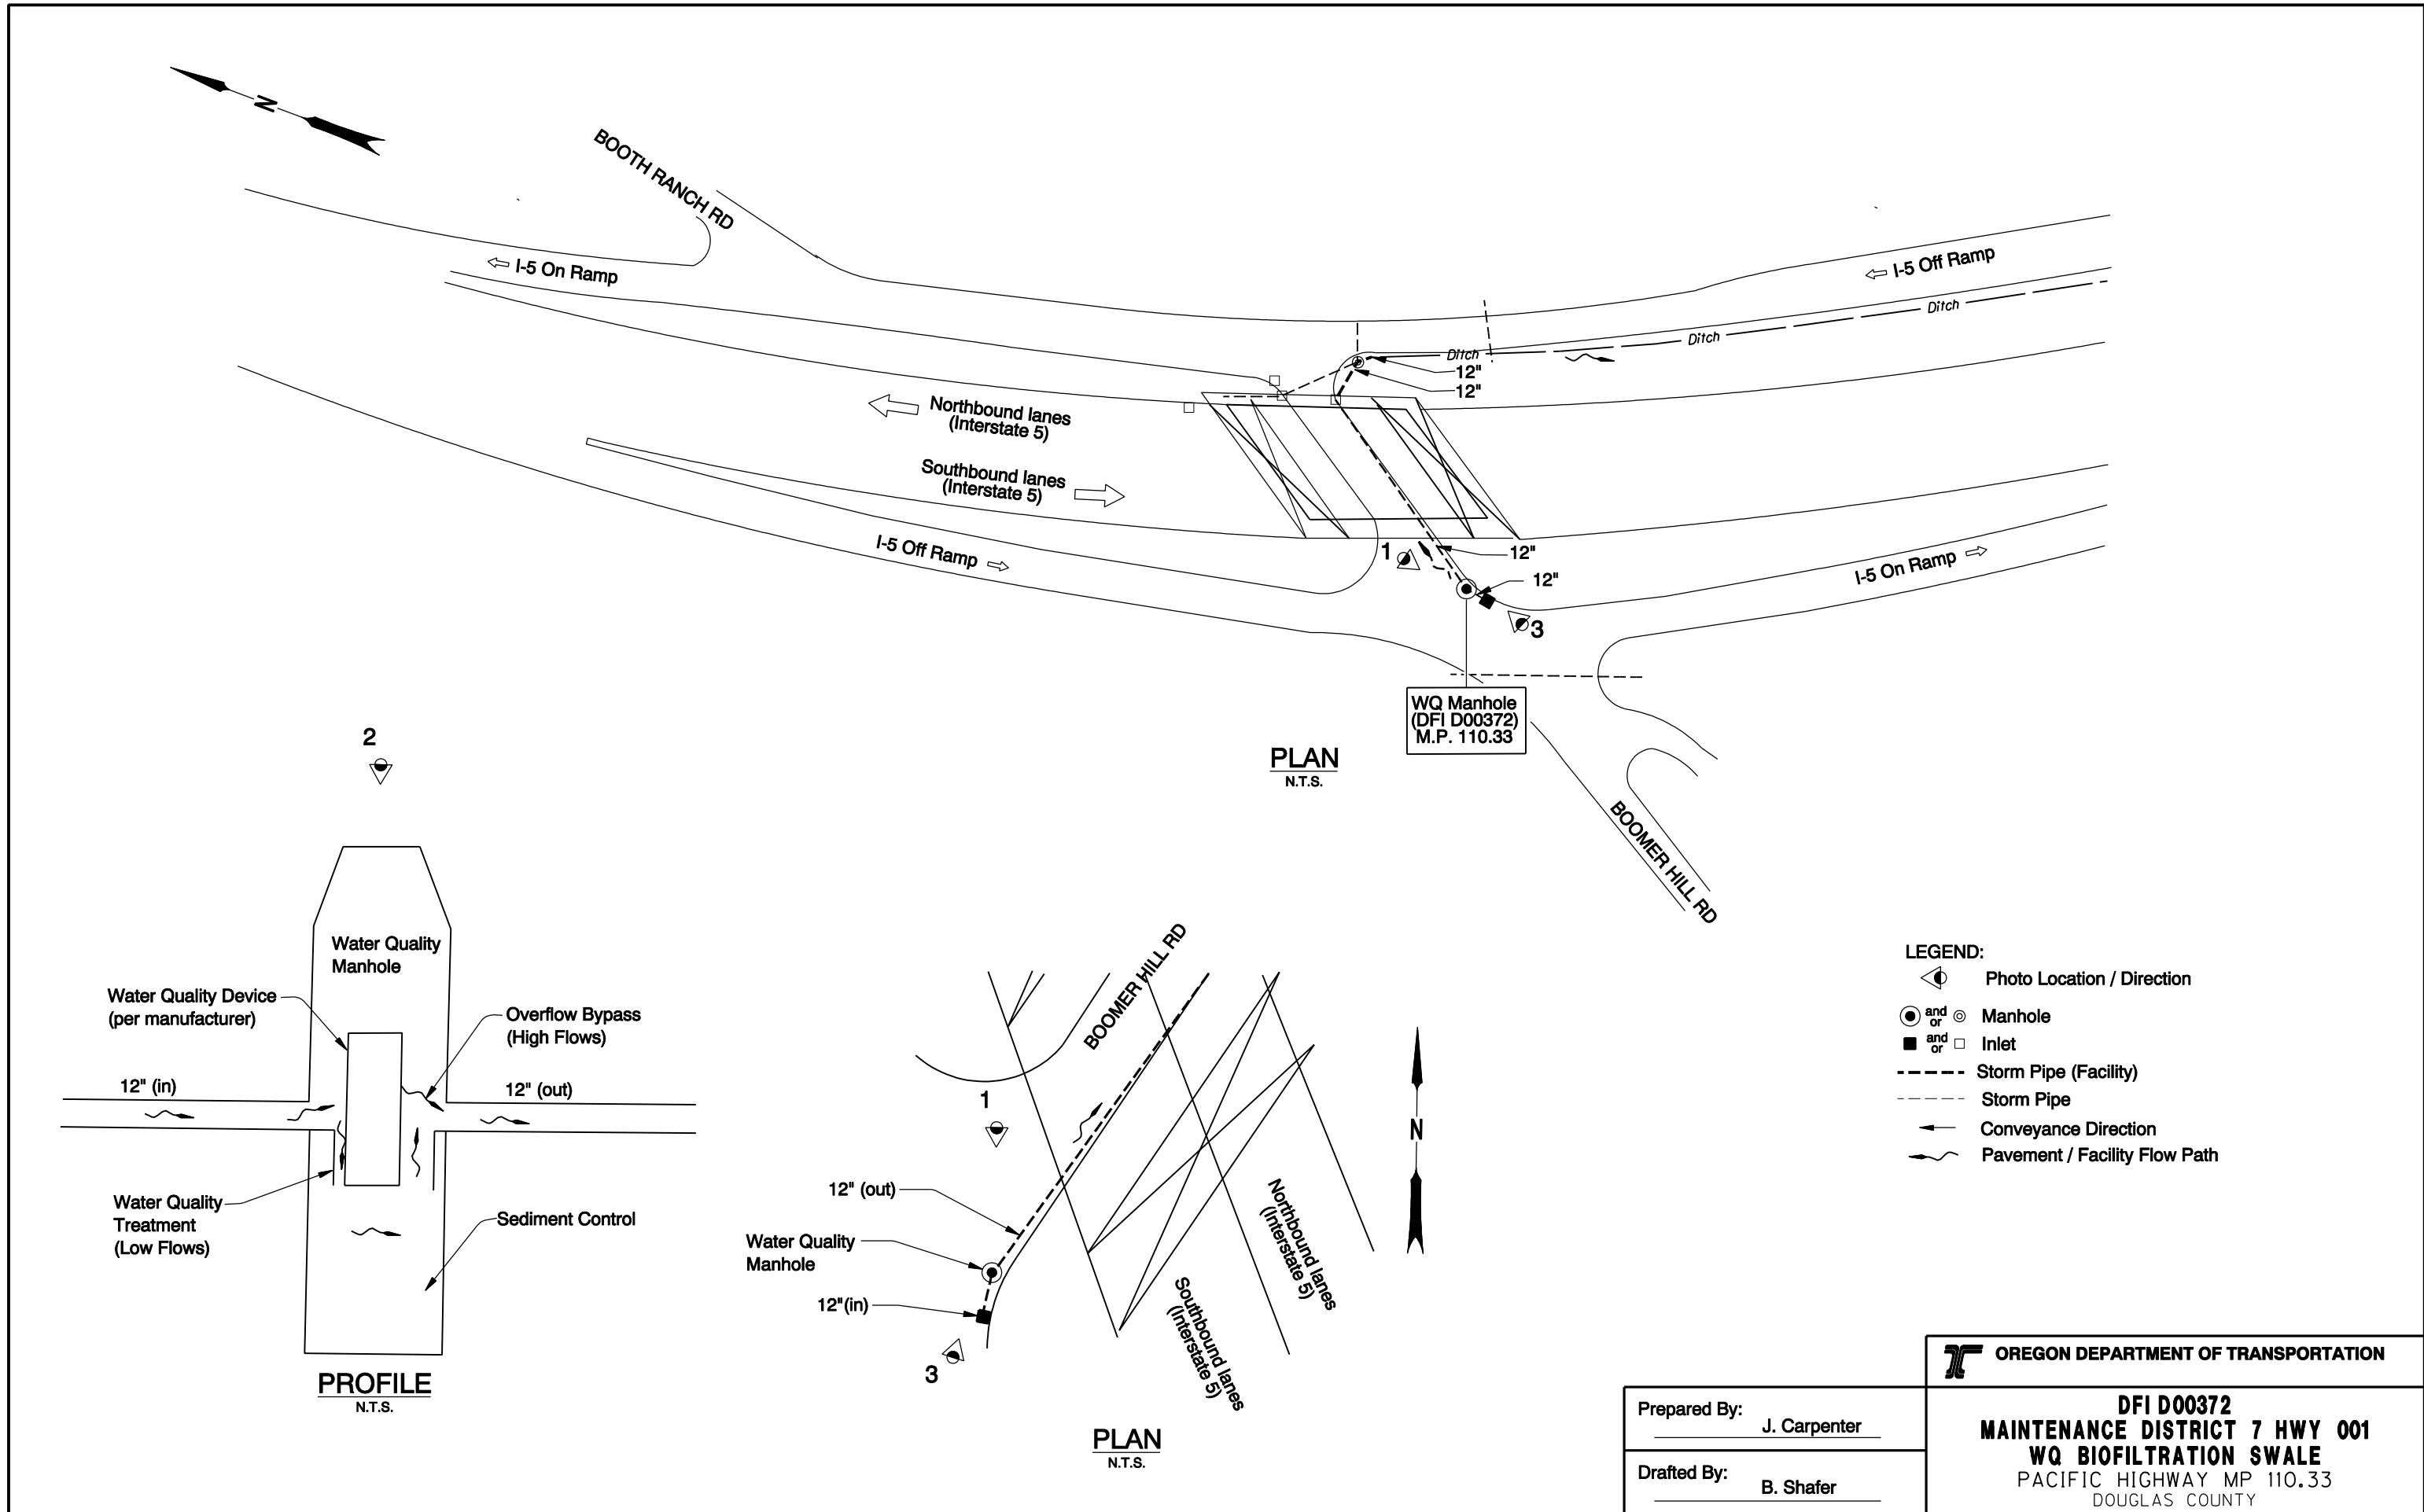 N
BOOTH RANCH RD
I-5 On Ramp
I-5 Off Ramp
Ditch
Ditch
Ditch
12"
12"
Northbound lanes
(Interstate 5)
Southbound lanes
(Interstate 5)
I-5 Off Ramp
1
12"
12"
3
I-5 On Ramp
WQ Manhole
(DFI D00372)
M.P. 110.33
PLAN
N.T.S.
BOOMER HILL RD
2
Water Quality
Manhole
Water Quality Device
(per manufacturer)
Overflow Bypass
(High Flows)
12" (in)
12" (out)
Water Quality
Treatment
(Low Flows)
Sediment Control
PROFILE
N.T.S.
BOOMER HILL RD
1
N
12" (out)
Water Quality
Manhole
12"(in)
3
Northbound lanes
(Interstate 5)
Southbound lanes
(Interstate 5)
PLAN
N.T.S.
LEGEND:
Photo Location / Direction
and
or
Manhole
and
or
Inlet
Storm Pipe (Facility)
Storm Pipe
Conveyance Direction
Pavement / Facility Flow Path
OREGON DEPARTMENT OF TRANSPORTATION
Prepared By:
J. Carpenter
Drafted By:
B. Shafer
DFI D00372
MAINTENANCE DISTRICT 7 HWY 001
WQ BIOFILTRATION SWALE
PACIFIC HIGHWAY MP 110.33
DOUGLAS COUNTY